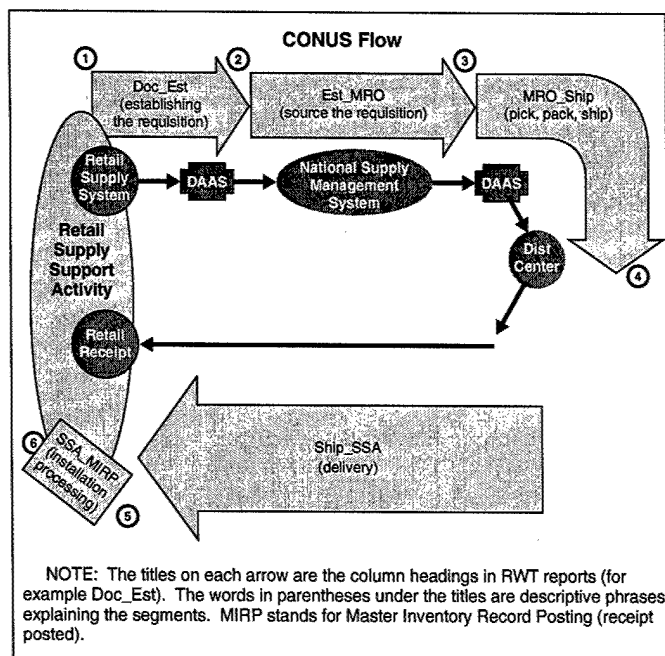 CONUS Flow
1
2
3
Doc_Est
(establishing
the requisition)
Est_MRO
(source the requisition)
MRO_Ship
(pick, pack, ship)
Retail
Supply
System
DAAS
National Supply
Management
System
DAAS
Retail
Supply
Support
Activity
Dist
Center
4
Retail
Receipt
6
SSA_MIRP
(installation
processing)
5
Ship_SSA
(delivery)
NOTE: The titles on each arrow are the column headings in RWT reports (for
example Doc_Est). The words in parentheses under the titles are descriptive phrases
explaining the segments. MIRP stands for Master Inventory Record Posting (receipt
posted).